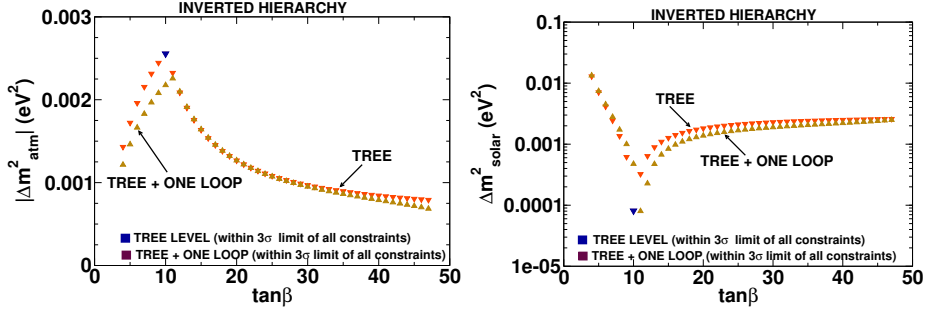 INVERTED HIERARCHY
0.003
0.002
0.001
0
|Δm²atm| (eV²)
TREE
TREE + ONE LOOP
TREE LEVEL (within 3σ limit of all constraints)
TREE + ONE LOOP (within 3σ limit of all constraints)
0 10 20 30 40 50
tanβ
INVERTED HIERARCHY
0.1
0.01
0.001
0.0001
1e-05
Δm²solar (eV²)
TREE
TREE + ONE LOOP
TREE LEVEL (within 3σ limit of all constraints)
TREE + ONE LOOP (within 3σ limit of all constraints)
0 10 20 30 40 50
tanβ